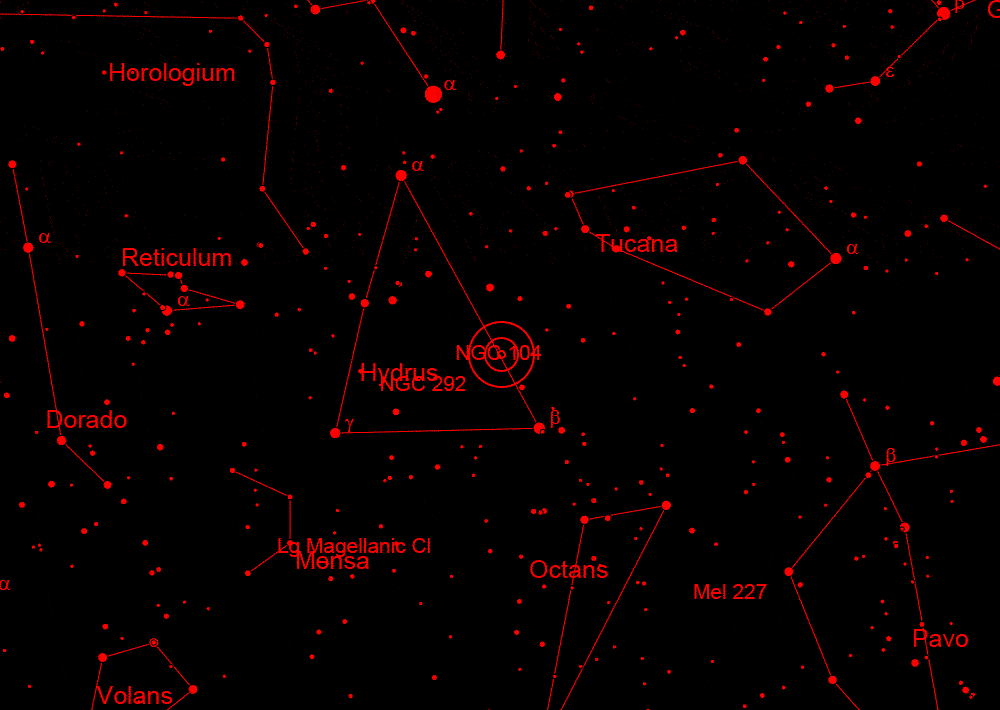 β
G
ε
Horologium
α
α
α
Tucana
α
Reticulum
α
NGC 104
Hydrus
NGC 292
Dorado
γ
β
β
Lg Magellanic Cl
Mensa
Octans
α
Mel 227
Pavo
Volans